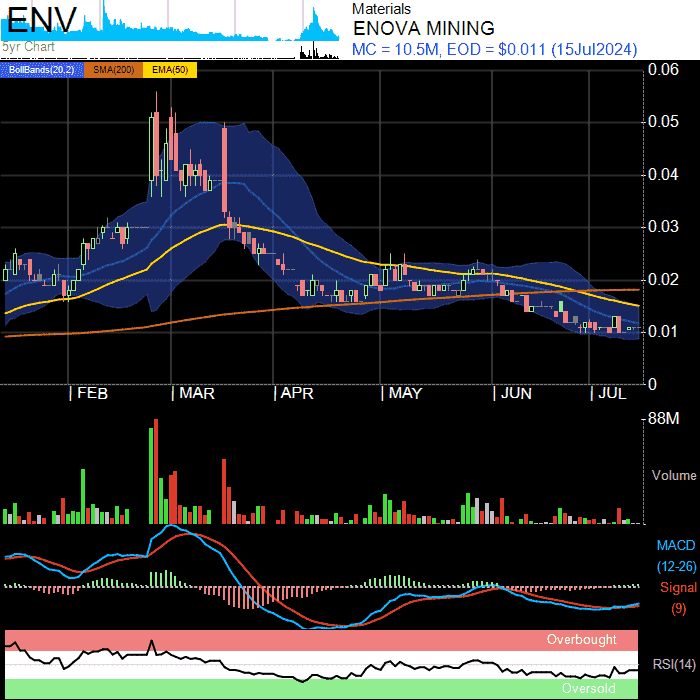 ENV
5yr Chart
Materials
ENOVA MINING
MC = 10.5M, EOD = $0.011 (15Jul2024)
BollBands(20,2) SMA(200) EMA(50)
0.06
0.05
0.04
0.03
0.02
0.01
0
| FEB | MAR | APR | MAY | JUN | JUL
88M
Volume
MACD
(12-26)
Signal
(9)
Overbought
RSI(14)
Oversold